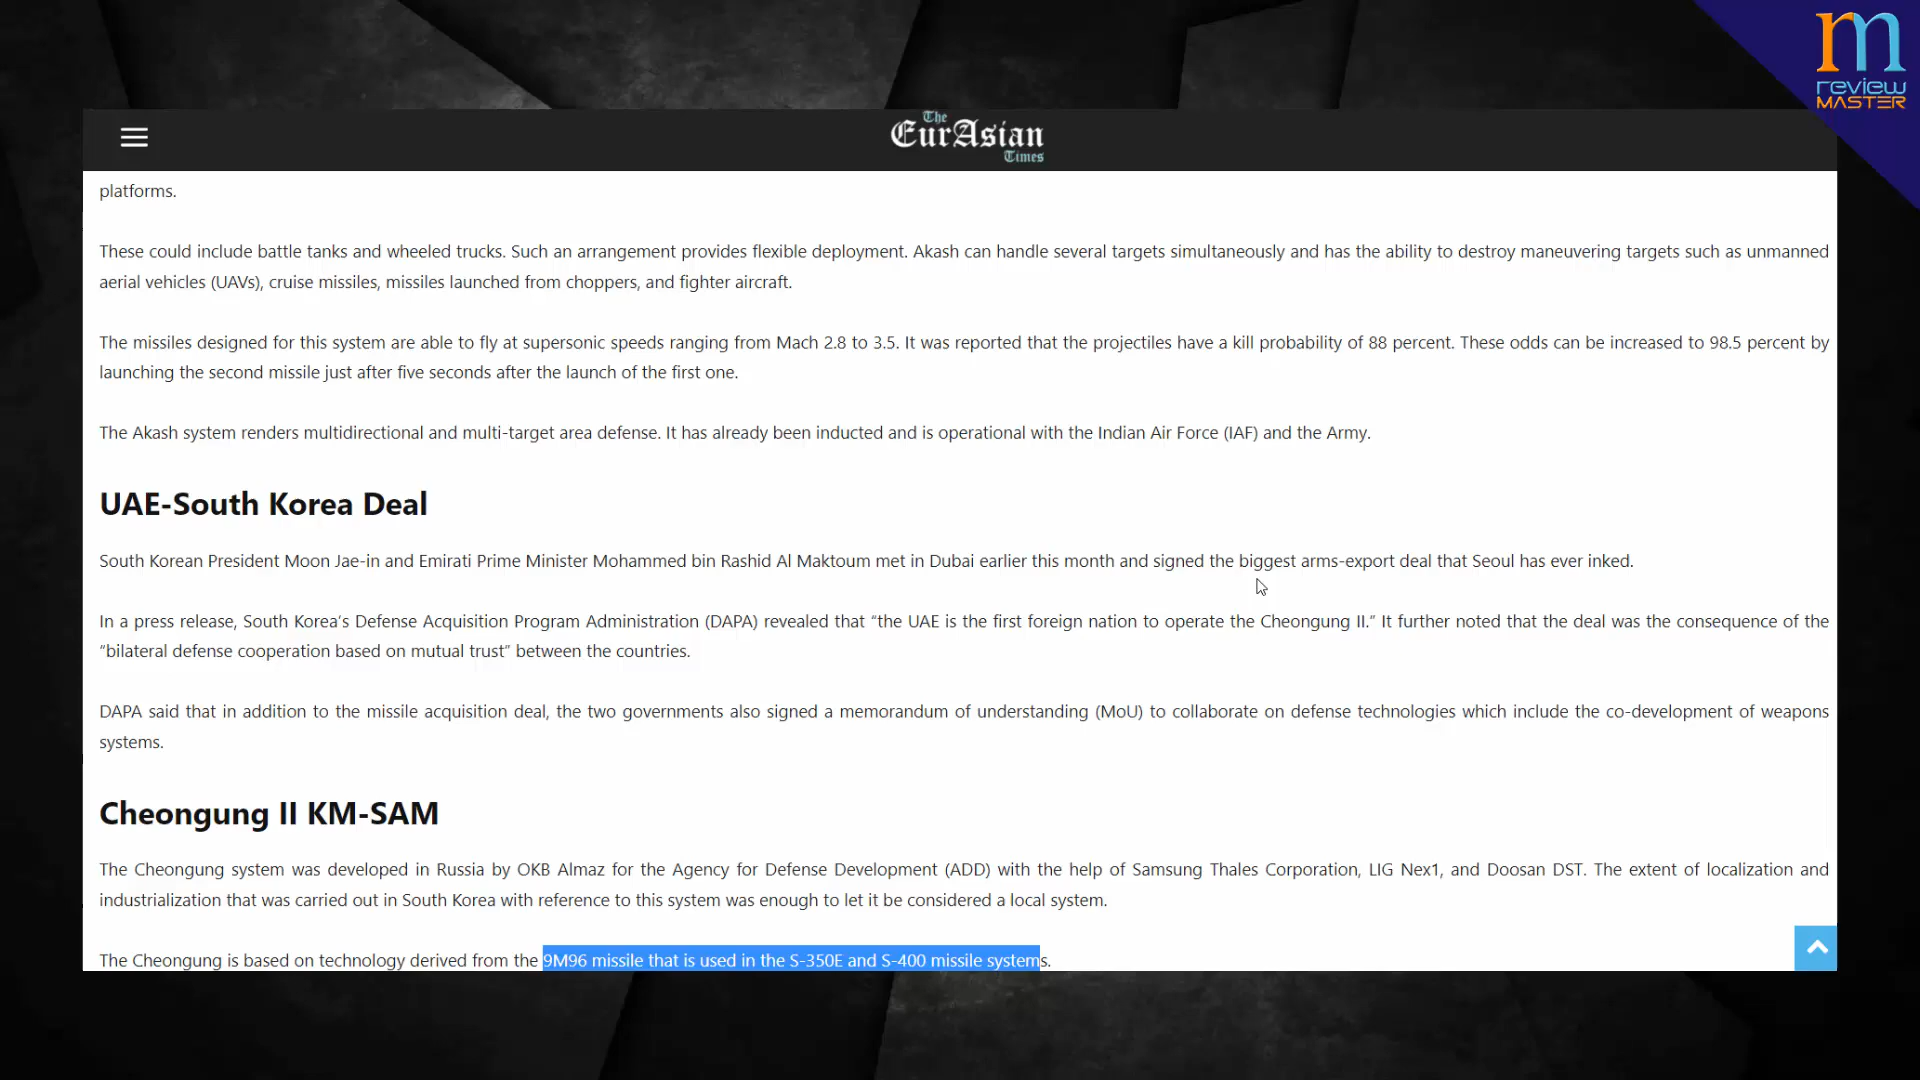 m
review
MASTER
The
EurAsian
Times
platforms.
These could include battle tanks and wheeled trucks. Such an arrangement provides flexible deployment. Akash can handle several targets simultaneously and has the ability to destroy maneuvering targets such as unmanned
aerial vehicles (UAVs), cruise missiles, missiles launched from choppers, and fighter aircraft.
The missiles designed for this system are able to fly at supersonic speeds ranging from Mach 2.8 to 3.5. It was reported that the projectiles have a kill probability of 88 percent. These odds can be increased to 98.5 percent by
launching the second missile just after five seconds after the launch of the first one.
The Akash system renders multidirectional and multi-target area defense. It has already been inducted and is operational with the Indian Air Force (IAF) and the Army.
UAE-South Korea Deal
South Korean President Moon Jae-in and Emirati Prime Minister Mohammed bin Rashid Al Maktoum met in Dubai earlier this month and signed the biggest arms-export deal that Seoul has ever inked.
In a press release, South Korea’s Defense Acquisition Program Administration (DAPA) revealed that “the UAE is the first foreign nation to operate the Cheongung II.” It further noted that the deal was the consequence of the
“bilateral defense cooperation based on mutual trust” between the countries.
DAPA said that in addition to the missile acquisition deal, the two governments also signed a memorandum of understanding (MoU) to collaborate on defense technologies which include the co-development of weapons
systems.
Cheongung II KM-SAM
The Cheongung system was developed in Russia by OKB Almaz for the Agency for Defense Development (ADD) with the help of Samsung Thales Corporation, LIG Nex1, and Doosan DST. The extent of localization and
industrialization that was carried out in South Korea with reference to this system was enough to let it be considered a local system.
The Cheongung is based on technology derived from the 9M96 missile that is used in the S-350E and S-400 missile systems.